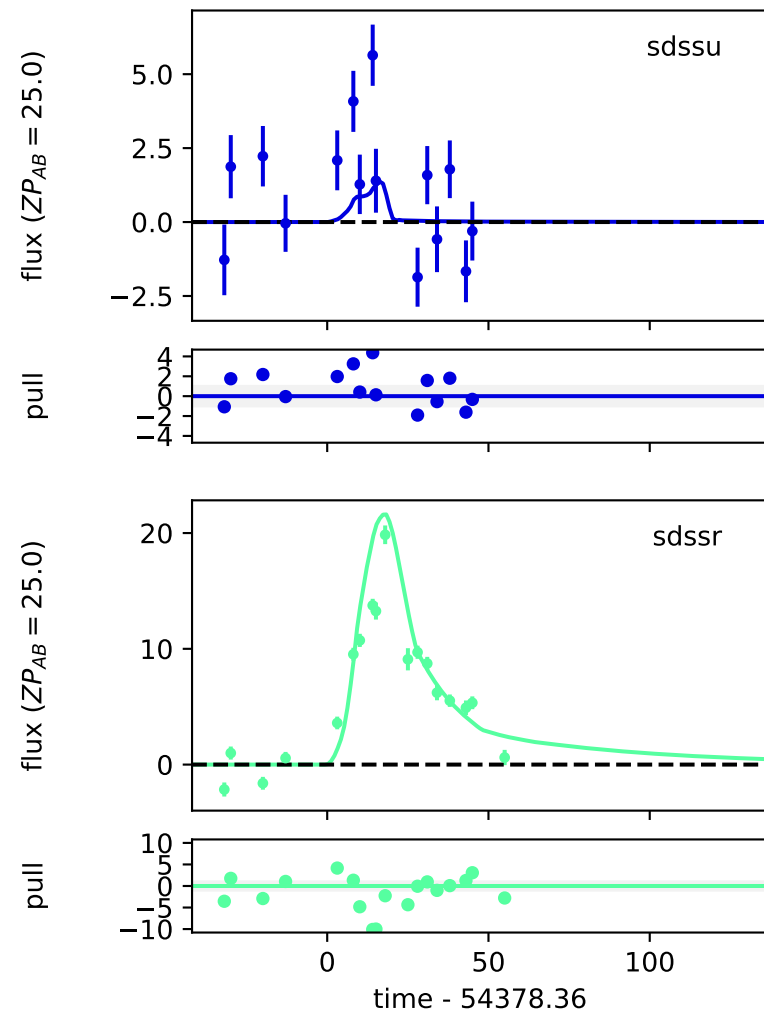 sdssu
flux (ZP_AB = 25.0)
5.0
2.5
0.0
−2.5
pull
4
2
0
−2
−4
sdssr
flux (ZP_AB = 25.0)
20
10
0
pull
10
5
0
−5
−10
0 50 100
time - 54378.36